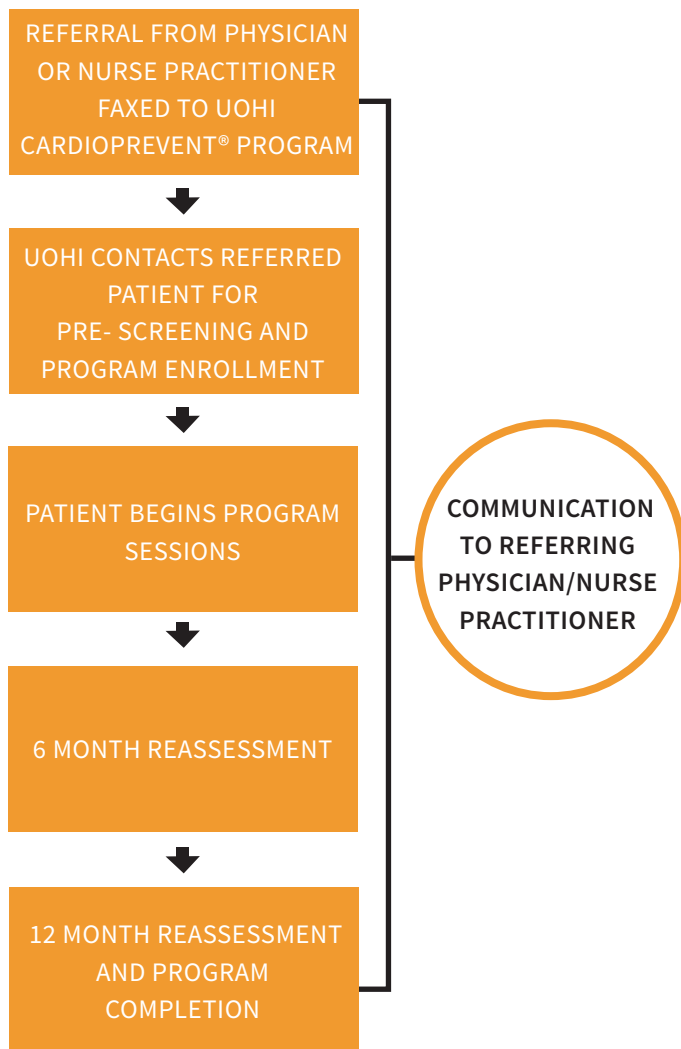 REFERRAL FROM PHYSICIAN
OR NURSE PRACTITIONER
FAXED TO UOHI
CARDIOPREVENT® PROGRAM
UOHI CONTACTS REFERRED
PATIENT FOR
PRE- SCREENING AND
PROGRAM ENROLLMENT
PATIENT BEGINS PROGRAM
SESSIONS
6 MONTH REASSESSMENT
12 MONTH REASSESSMENT
AND PROGRAM
COMPLETION
COMMUNICATION
TO REFERRING
PHYSICIAN/NURSE
PRACTITIONER